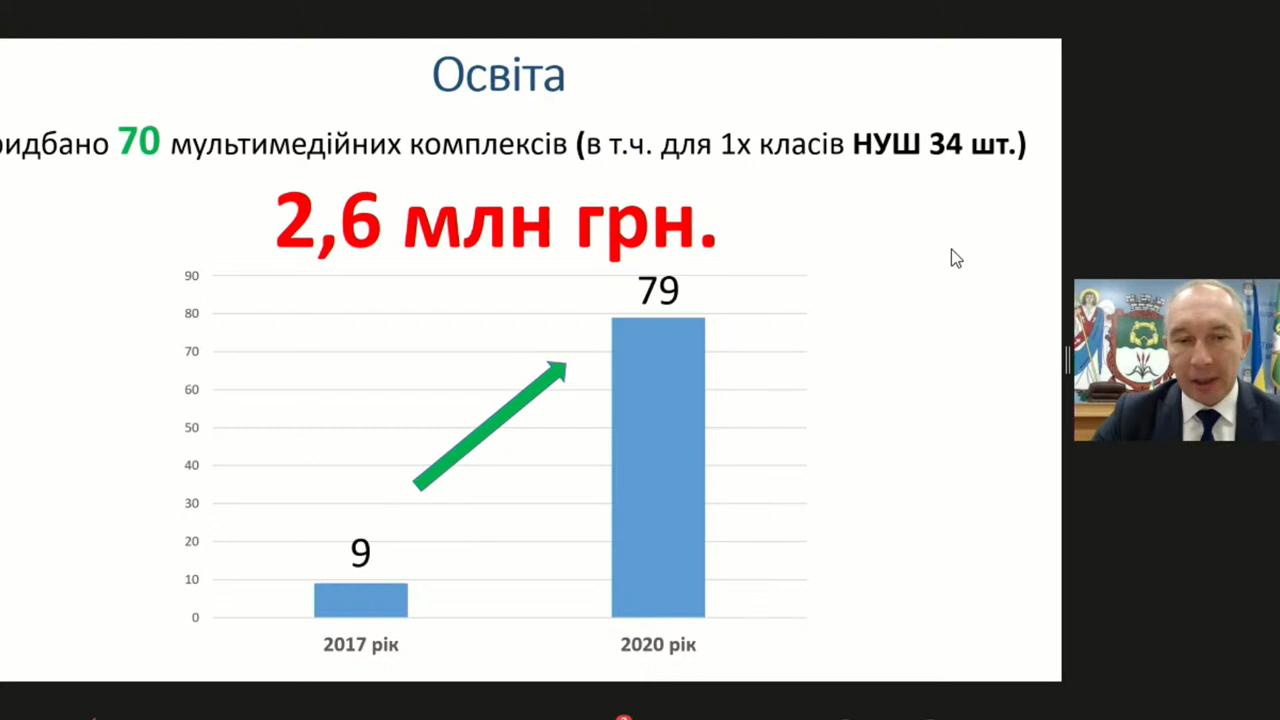 Освіта
ридбано 70 мультимедійних комплексів (в т.ч. для 1х класів НУШ 34 шт.)
2,6 млн грн.
90
80
70
60
50
40
30
20
10
0
79
9
2017 рік
2020 рік